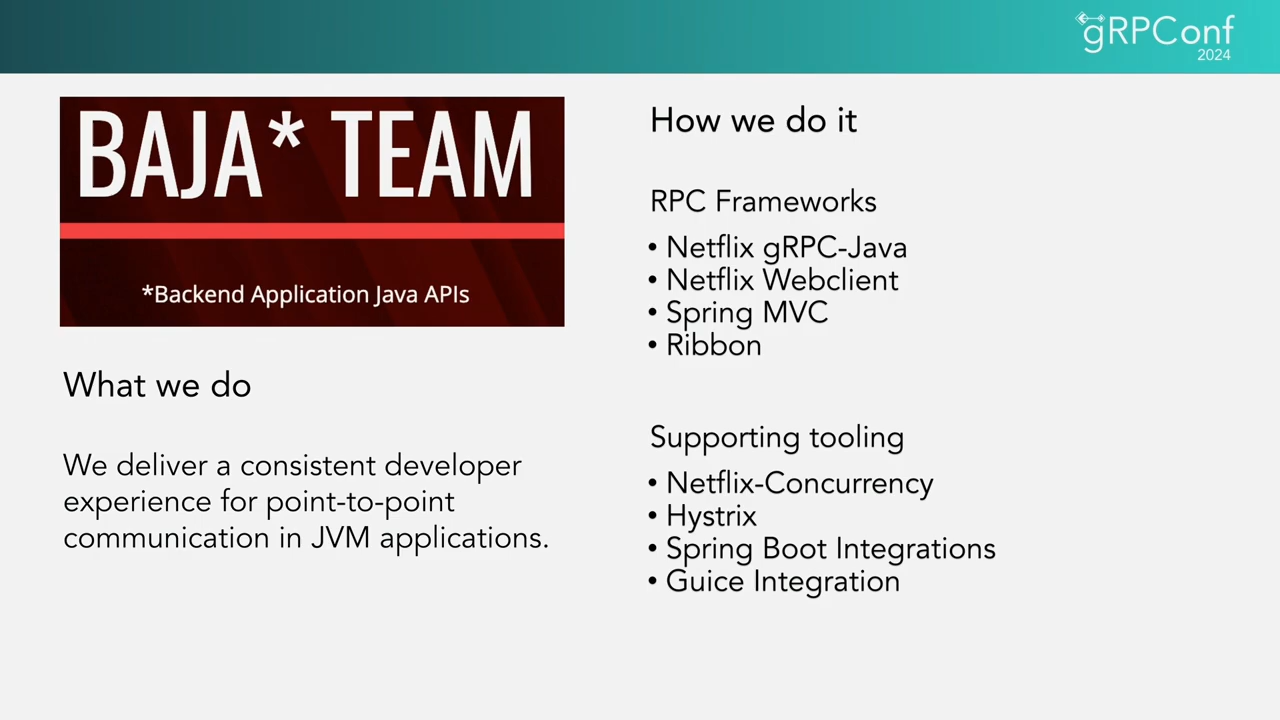 gRPConf
2024
BAJA* TEAM
*Backend Application Java APIs
What we do
We deliver a consistent developer
experience for point-to-point
communication in JVM applications.
How we do it
RPC Frameworks
• Netflix gRPC-Java
• Netflix Webclient
• Spring MVC
• Ribbon
Supporting tooling
• Netflix-Concurrency
• Hystrix
• Spring Boot Integrations
• Guice Integration